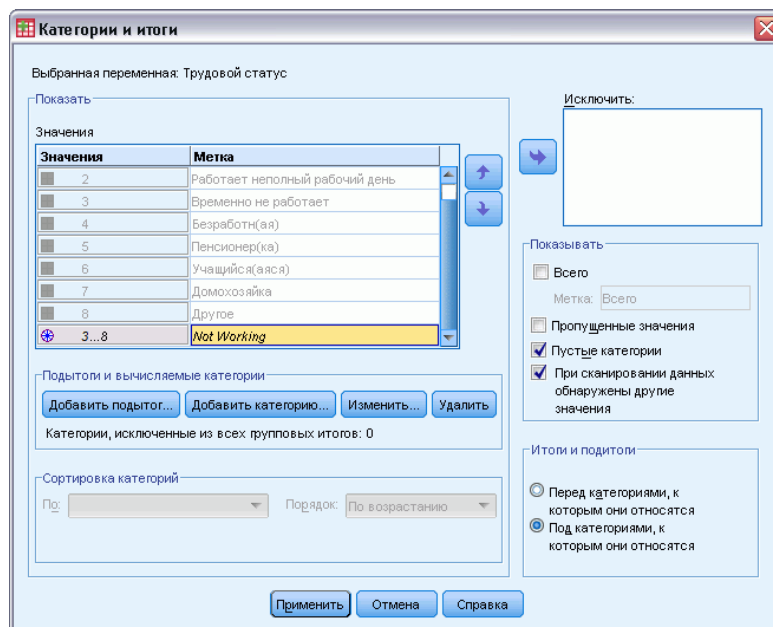 Категории и итоги
Выбранная переменная: Трудовой статус
Показать
Значения
Значения Метка
2 Работает неполный рабочий день
3 Временно не работает
4 Безработн(ая)
5 Пенсионер(ка)
6 Учащийся(аяся)
7 Домохозяйка
8 Другое
3...8 Not Working
Подытоги и вычисляемые категории
Добавить подытог... Добавить категорию... Изменить... Удалить
Категории, исключенные из всех групповых итогов: 0
Сортировка категорий
По: Порядок: По возрастанию
Исключить:
Показывать
Всего
Метка: Всего
Пропущенные значения
Пустые категории
При сканировании данных
обнаружены другие
значения
Итоги и подитоги
Перед категориями, к
которым они относятся
Под категориями, к
которым они относятся
Применить Отмена Справка